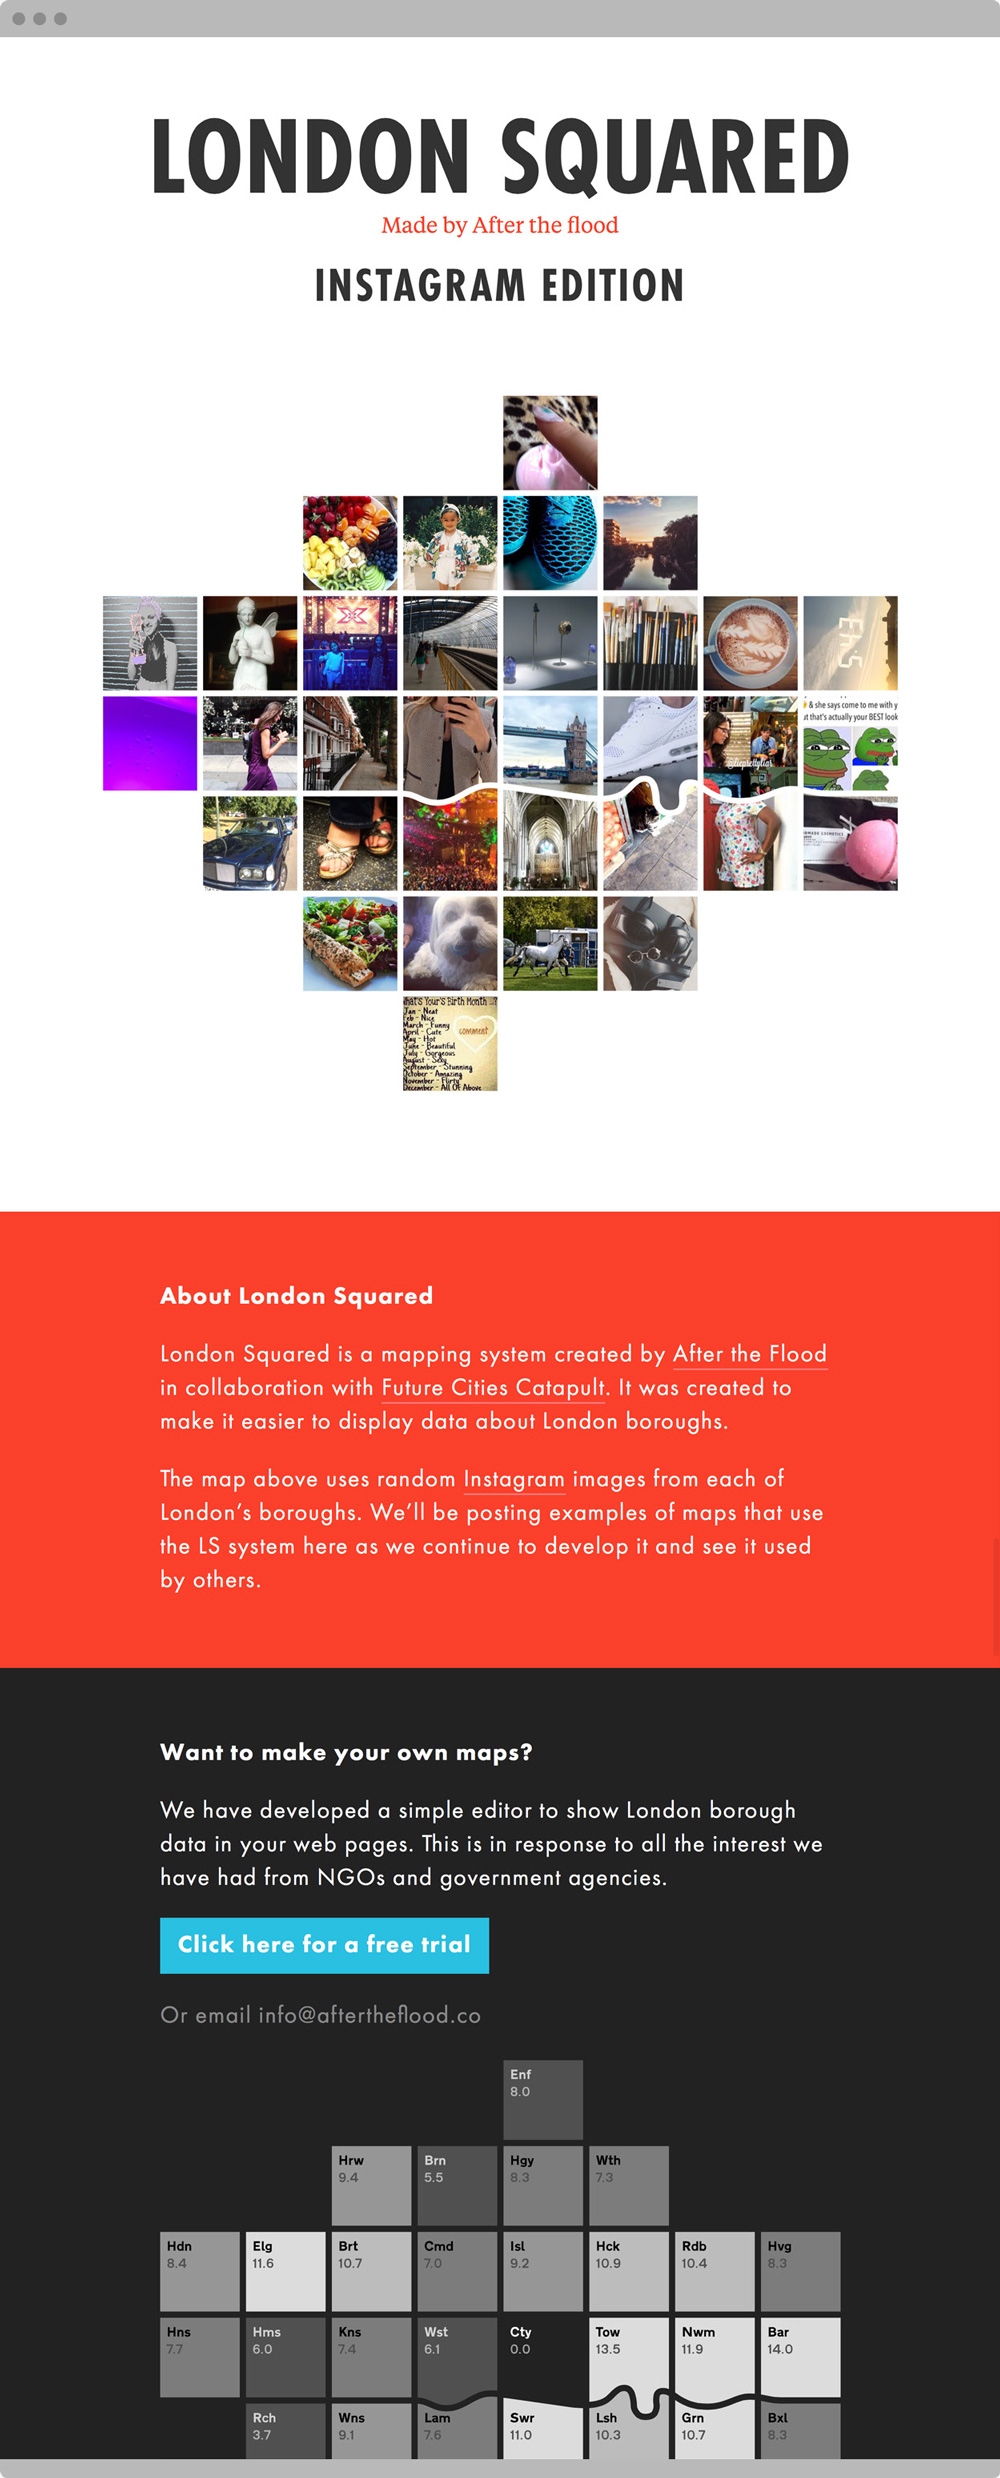 LONDON SQUARED
Made by After the flood
INSTAGRAM EDITION
& she says come to me with y
ut that's actually your BEST look
@lieprettyliar
What's Your's Birth Month ..?
Jan - Neat
Feb - Nice
March - Funny
April - Cute
May - Hot
June - Beautiful
July - Gorgeous
August - Sexy
September - Stunning
October - Amazing
November - Flirty
December - All Of Above
comment
About London Squared
London Squared is a mapping system created by After the Flood
in collaboration with Future Cities Catapult. It was created to
make it easier to display data about London boroughs.
The map above uses random Instagram images from each of
London’s boroughs. We’ll be posting examples of maps that use
the LS system here as we continue to develop it and see it used
by others.
Want to make your own maps?
We have developed a simple editor to show London borough
data in your web pages. This is in response to all the interest we
have had from NGOs and government agencies.
Click here for a free trial
Or email info@aftertheflood.co
Enf
8.0
Hrw Brn Hgy Wth
9.4 5.5 8.3 7.3
Hdn Elg Brt Cmd Isl Hck Rdb Hvg
8.4 11.6 10.7 7.0 9.2 10.9 10.4 8.3
Hns Hms Kns Wst Cty Tow Nwm Bar
7.7 6.0 7.4 6.1 0.0 13.5 11.9 14.0
Rch Wns Lam Swr Lsh Grn Bxl
3.7 9.1 7.6 11.0 10.3 10.7 8.3